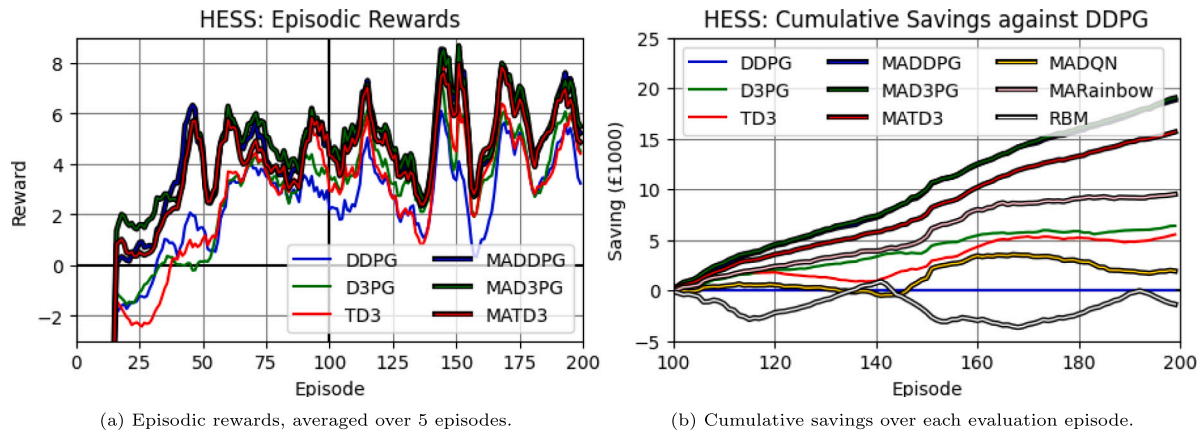 HESS: Episodic Rewards
Reward
8
6
4
2
0
−2
0 25 50 75 100 125 150 175 200
Episode
DDPG MADDPG
D3PG MAD3PG
TD3 MATD3
(a) Episodic rewards, averaged over 5 episodes.
HESS: Cumulative Savings against DDPG
Saving (£1000)
25
20
15
10
5
0
−5
100 120 140 160 180 200
Episode
DDPG MADDPG MADQN
D3PG MAD3PG MARainbow
TD3 MATD3 RBM
(b) Cumulative savings over each evaluation episode.